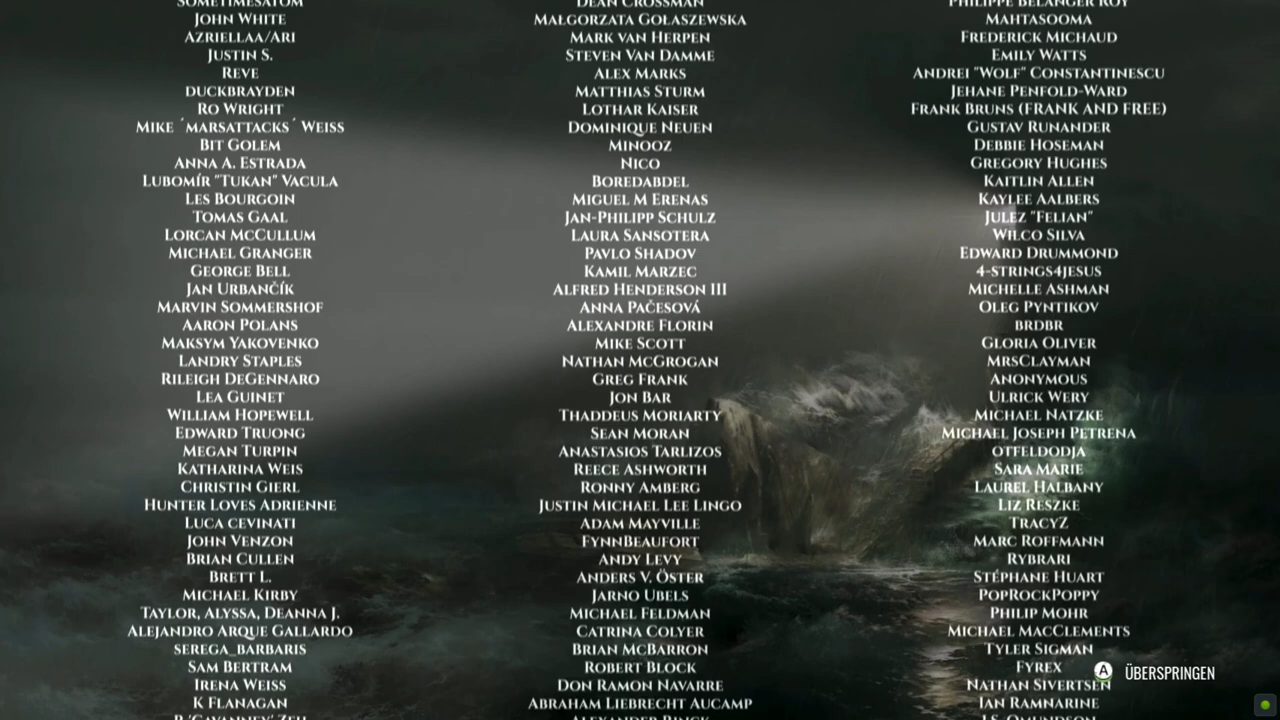 SOMETIMESATOM
JOHN WHITE
AZRIELLAA/ARI
JUSTIN S.
REVE
DUCKBRAYDEN
RO WRIGHT
MIKE ´MARSATTACKS´ WEISS
BIT GOLEM
ANNA A. ESTRADA
LUBOMÍR "TUKAN" VACULA
LES BOURGOIN
TOMAS GAAL
LORCAN MCCULLUM
MICHAEL GRANGER
GEORGE BELL
JAN URBANČÍK
MARVIN SOMMERSHOF
AARON POLANS
MAKSYM YAKOVENKO
LANDRY STAPLES
RILEIGH DEGENNARO
LEA GUINET
WILLIAM HOPEWELL
EDWARD TRUONG
MEGAN TURPIN
KATHARINA WEIS
CHRISTIN GIERL
HUNTER LOVES ADRIENNE
LUCA CEVINATI
JOHN VENZON
BRIAN CULLEN
BRETT L.
MICHAEL KIRBY
TAYLOR, ALYSSA, DEANNA J.
ALEJANDRO ARQUE GALLARDO
SEREGA_BARBARIS
SAM BERTRAM
IRENA WEISS
K FLANAGAN
DEAN CROSSMAN
MAŁGORZATA GOŁASZEWSKA
MARK VAN HERPEN
STEVEN VAN DAMME
ALEX MARKS
MATTHIAS STURM
LOTHAR KAISER
DOMINIQUE NEUEN
MINOOZ
NICO
BOREDABDEL
MIGUEL M ERENAS
JAN-PHILIPP SCHULZ
LAURA SANSOTERA
PAVLO SHADOV
KAMIL MARZEC
ALFRED HENDERSON III
ANNA PAČESOVÁ
ALEXANDRE FLORIN
MIKE SCOTT
NATHAN MCGROGAN
GREG FRANK
JON BAR
THADDEUS MORIARTY
SEAN MORAN
ANASTASIOS TARLIZOS
REECE ASHWORTH
RONNY AMBERG
JUSTIN MICHAEL LEE LINGO
ADAM MAYVILLE
FYNNBEAUFORT
ANDY LEVY
ANDERS V. ÖSTER
JARNO UBELS
MICHAEL FELDMAN
CATRINA COLYER
BRIAN MCBARRON
ROBERT BLOCK
DON RAMON NAVARRE
ABRAHAM LIEBRECHT AUCAMP
PHILIPPE BELANGER ROY
MAHTASOOMA
FREDERICK MICHAUD
EMILY WATTS
ANDREI "WOLF" CONSTANTINESCU
JEHANE PENFOLD-WARD
FRANK BRUNS (FRANK AND FREE)
GUSTAV RUNANDER
DEBBIE HOSEMAN
GREGORY HUGHES
KAITLIN ALLEN
KAYLEE AALBERS
JULEZ "FELIAN"
WILCO SILVA
EDWARD DRUMMOND
4-STRINGS4JESUS
MICHELLE ASHMAN
OLEG PYNTIKOV
BRDBR
GLORIA OLIVER
MRSCLAYMAN
ANONYMOUS
ULRICK WERY
MICHAEL NATZKE
MICHAEL JOSEPH PETRENA
OTFELDODJA
SARA MARIE
LAUREL HALBANY
LIZ RESZKE
TRACYZ
MARC ROFFMANN
RYBRARI
STÉPHANE HUART
POPROCKPOPPY
PHILIP MOHR
MICHAEL MACCLEMENTS
TYLER SIGMAN
FYREX
NATHAN SIVERTSEN
IAN RAMNARINE
A ÜBERSPRINGEN